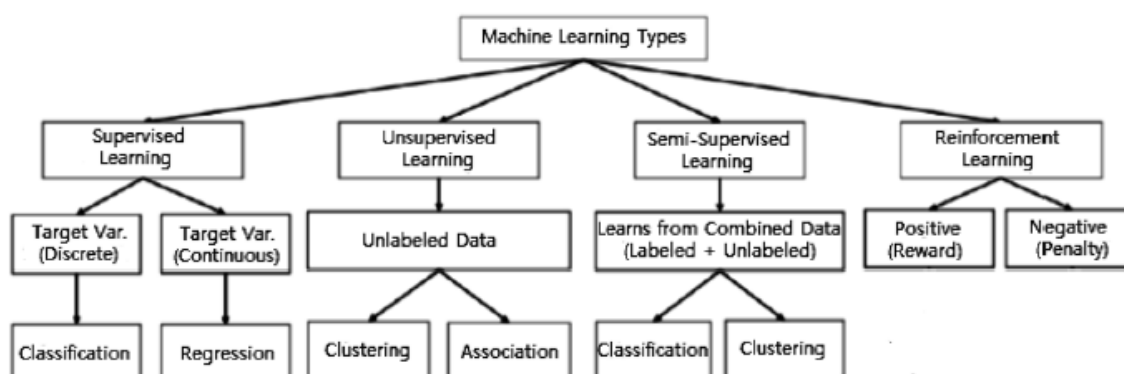 Machine Learning Types
Supervised
Learning
Unsupervised
Learning
Semi-Supervised
Learning
Reinforcement
Learning
Target Var.
(Discrete)
Target Var.
(Continuous)
Unlabeled Data
Learns from Combined Data
(Labeled + Unlabeled)
Positive
(Reward)
Negative
(Penalty)
Classification
Regression
Clustering
Association
Classification
Clustering